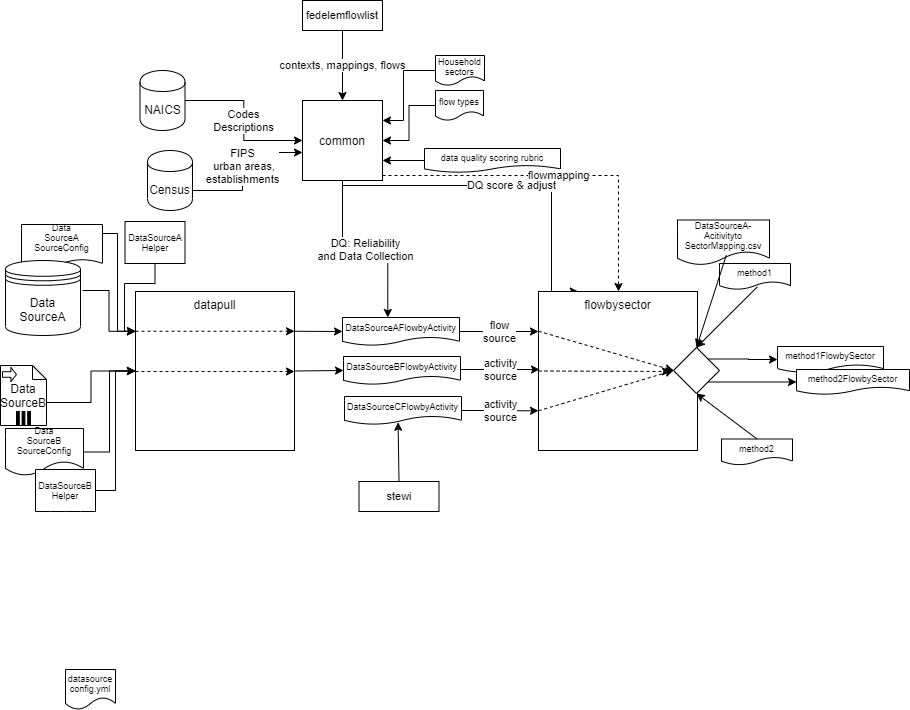 fedelemflowlist
contexts, mappings, flows
Household
sectors
flow types
NAICS
Codes
Descriptions
common
FIPS
urban areas,
establishments
Census
data quality scoring rubric
flowmapping
DQ score & adjust
Data
SourceA
SourceConfig
DataSourceA
Helper
DQ: Reliability
and Data Collection
DataSourceA-
Acitivityto
SectorMapping.csv
method1
Data
SourceA
datapull
flowbysector
DataSourceAFlowbyActivity
flow
source
DataSourceBFlowbyActivity
activity
source
method1FlowbySector
method2FlowbySector
Data
SourceB
DataSourceCFlowbyActivity
activity
source
Data
SourceB
SourceConfig
method2
DataSourceB
Helper
stewi
datasource
config.yml